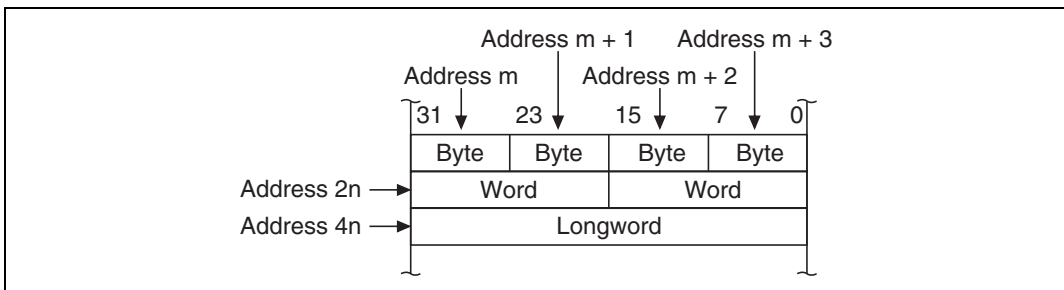 Address m + 1 Address m + 3
Address m Address m + 2
31 23 15 7 0
Byte Byte Byte Byte
Address 2n Word Word
Address 4n Longword